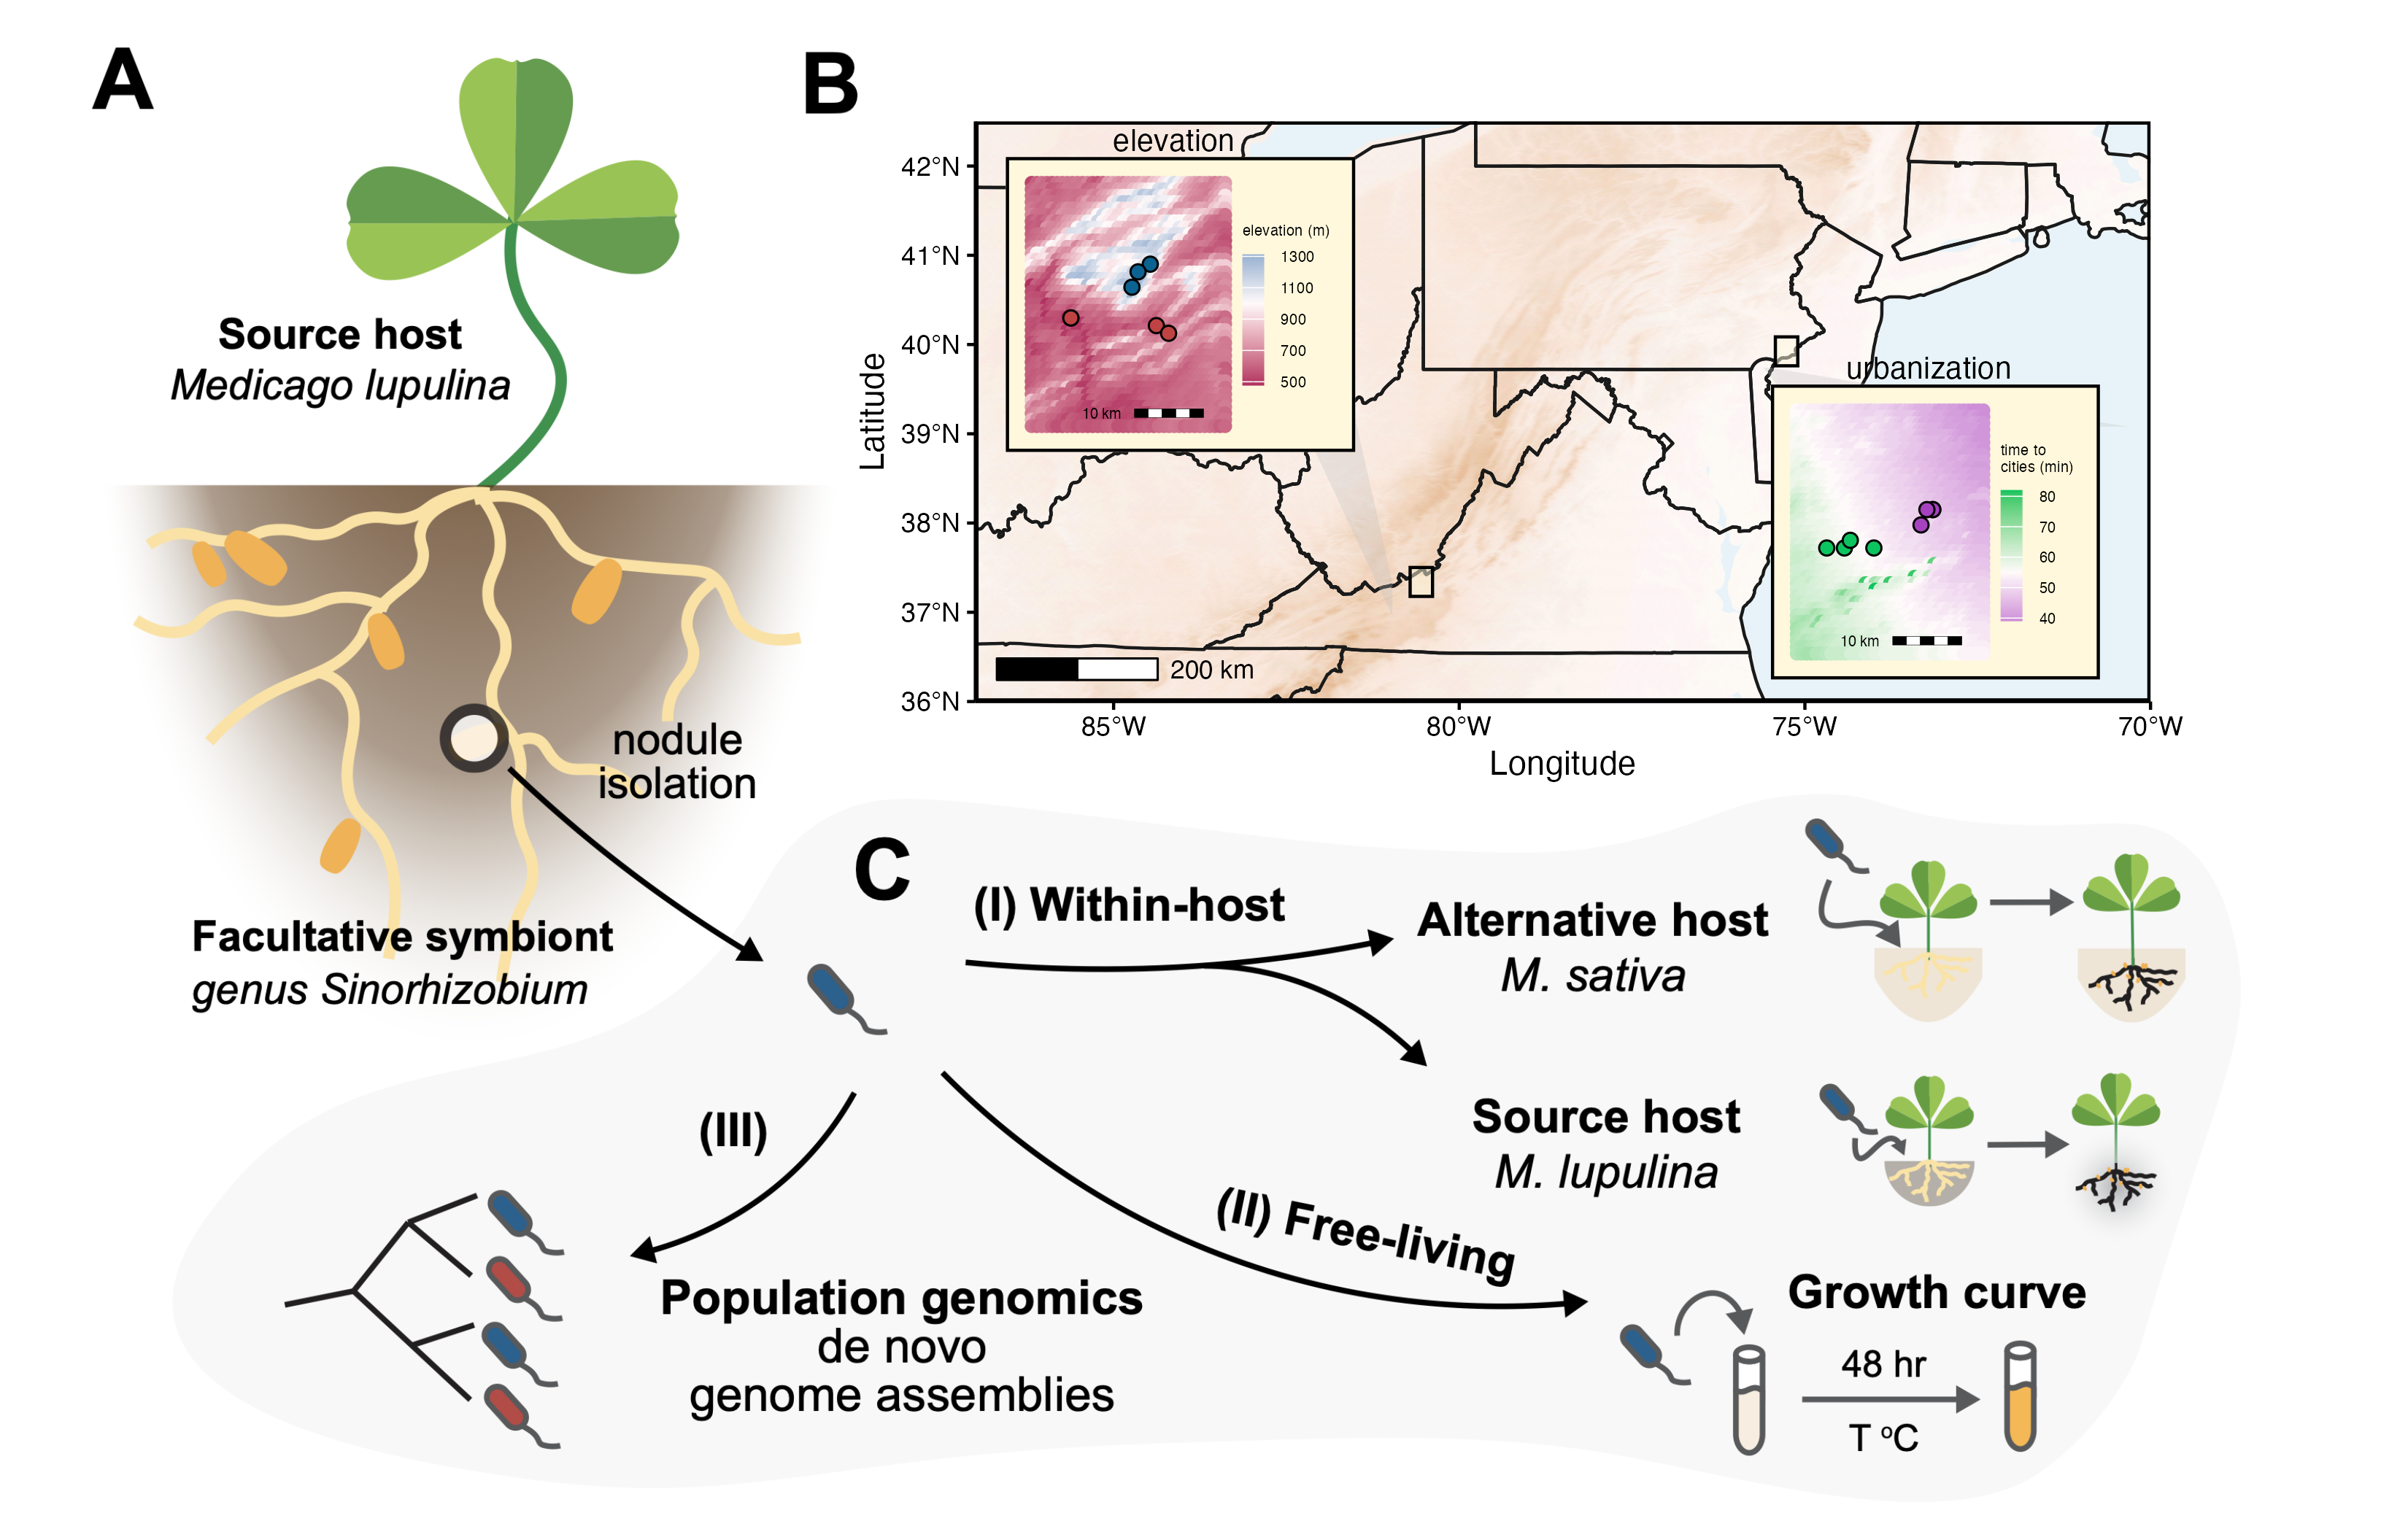 A
Source host
Medicago lupulina
nodule
isolation
Facultative symbiont
genus Sinorhizobium
B
elevation
42°N
41°N
40°N
39°N
38°N
37°N
36°N
Latitude
elevation (m)
1300
1100
900
700
500
10 km
urbanization
time to
cities (min)
80
70
60
50
40
10 km
200 km
85°W
80°W
75°W
70°W
Longitude
C
(I) Within-host
Alternative host
M. sativa
Source host
M. lupulina
(II) Free-living
Growth curve
48 hr
T ºC
(III)
Population genomics
de novo
genome assemblies